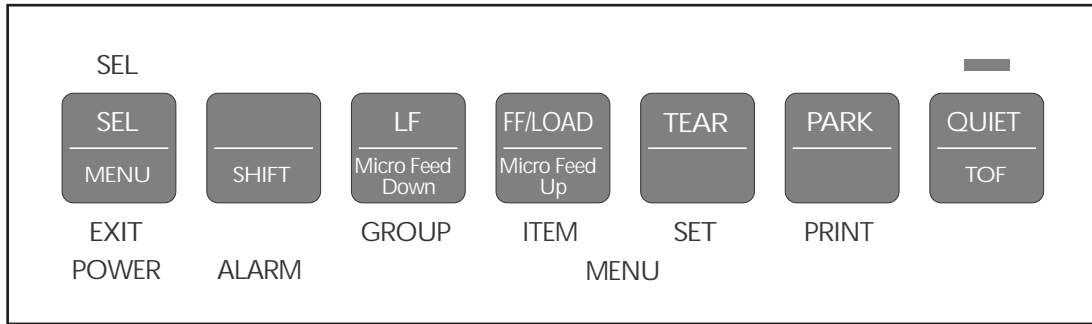 SEL
SEL LF FF/LOAD TEAR PARK QUIET
MENU SHIFT Micro Feed Down Micro Feed Up TOF
EXIT GROUP ITEM SET PRINT
POWER ALARM MENU